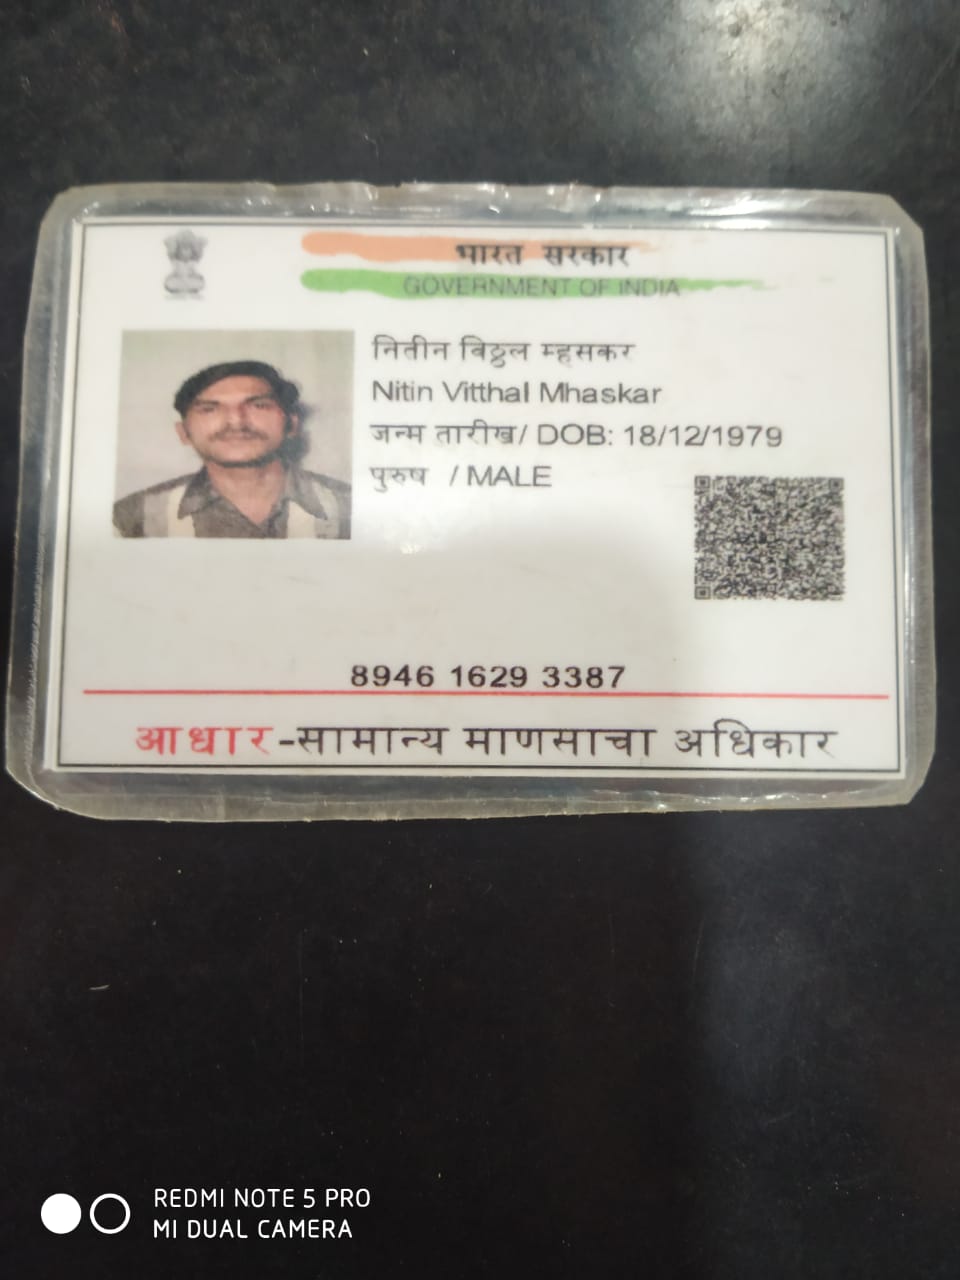 भारत सरकार
GOVERNMENT OF INDIA
नितीन विठ्ठल म्हसकर
Nitin Vitthal Mhaskar
जन्म तारीख/ DOB: 18/12/1979
पुरुष / MALE
8946 1629 3387
आधार-सामान्य माणसाचा अधिकार
REDMI NOTE 5 PRO
MI DUAL CAMERA